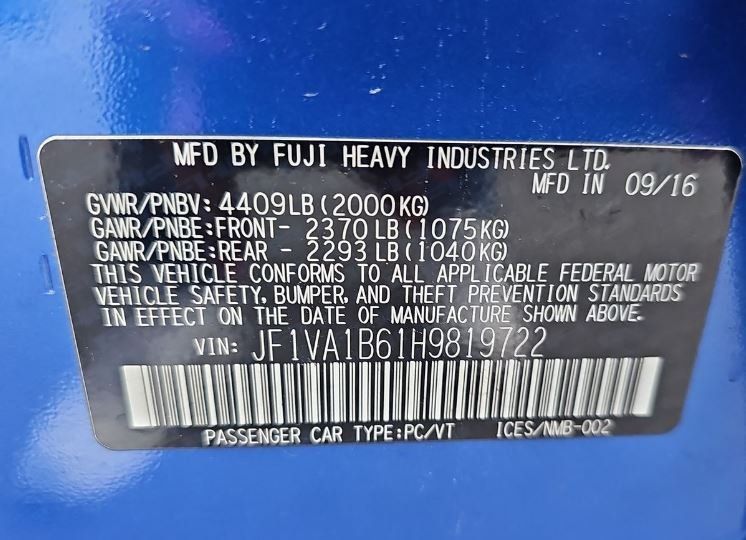 MFD BY FUJI HEAVY INDUSTRIES LTD.
MFD IN 09/16
GVWR/PNBV: 4409LB(2000KG)
GAWR/PNBE:FRONT- 2370LB(1075KG)
GAWR/PNBE:REAR - 2293LB(1040KG)
THIS VEHICLE CONFORMS TO ALL APPLICABLE FEDERAL MOTOR
VEHICLE SAFETY, BUMPER, AND THEFT PREVENTION STANDARDS
IN EFFECT ON THE DATE OF MANUFACTURE SHOWN ABOVE.
VIN: JF1VA1B61H9819722
PASSENGER CAR TYPE:PC/VT ICES/NMB-002